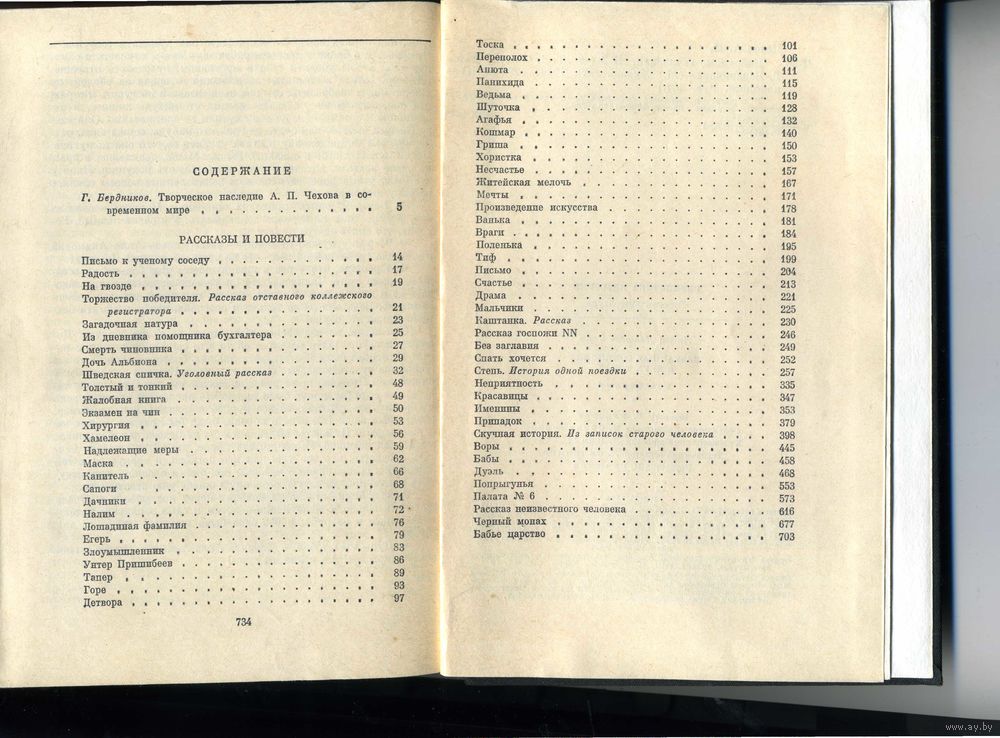 СОДЕРЖАНИЕ
Г. Бердников. Творческое наследие А. П. Чехова в со-
временном мире . . . . . . . . . . . . 5
РАССКАЗЫ И ПОВЕСТИ
Письмо к ученому соседу . . . . . . . . . . . 14
Радость . . . . . . . . . . . . . . . . . 17
На гвозде . . . . . . . . . . . . . . . . 19
Торжество победителя. Рассказ отставного коллежского
регистратора . . . . . . . . . . . . . 21
Загадочная натура . . . . . . . . . . . . . 23
Из дневника помощника бухгалтера . . . . . . . 25
Смерть чиновника . . . . . . . . . . . . . 27
Дочь Альбиона . . . . . . . . . . . . . . 29
Шведская спичка. Уголовный рассказ . . . . . . . 32
Толстый и тонкий . . . . . . . . . . . . . 48
Жалобная книга . . . . . . . . . . . . . . 49
Экзамен на чин . . . . . . . . . . . . . . 50
Хирургия . . . . . . . . . . . . . . . . 53
Хамелеон . . . . . . . . . . . . . . . . 56
Надлежащие меры . . . . . . . . . . . . . 59
Маска . . . . . . . . . . . . . . . . . 62
Канитель . . . . . . . . . . . . . . . . 66
Сапоги . . . . . . . . . . . . . . . . . 68
Дачники . . . . . . . . . . . . . . . . 71
Налим . . . . . . . . . . . . . . . . . 72
Лошадиная фамилия . . . . . . . . . . . . 76
Егерь . . . . . . . . . . . . . . . . . 79
Злоумышленник . . . . . . . . . . . . . . 83
Унтер Пришибеев . . . . . . . . . . . . . 86
Тапер . . . . . . . . . . . . . . . . . 89
Горе . . . . . . . . . . . . . . . . . . 93
Детвора . . . . . . . . . . . . . . . . 97
734
Тоска . . . . . . . . . . . . . . . . . 101
Переполох . . . . . . . . . . . . . . . . 106
Анюта . . . . . . . . . . . . . . . . . 111
Панихида . . . . . . . . . . . . . . . . 115
Ведьма . . . . . . . . . . . . . . . . . 119
Шуточка . . . . . . . . . . . . . . . . 128
Агафья . . . . . . . . . . . . . . . . . 132
Кошмар . . . . . . . . . . . . . . . . . 140
Гриша . . . . . . . . . . . . . . . . . 150
Хористка . . . . . . . . . . . . . . . . 153
Несчастье . . . . . . . . . . . . . . . . 157
Житейская мелочь . . . . . . . . . . . . . 167
Мечты . . . . . . . . . . . . . . . . . 171
Произведение искусства . . . . . . . . . . . 178
Ванька . . . . . . . . . . . . . . . . . 181
Враги . . . . . . . . . . . . . . . . . 184
Поленька . . . . . . . . . . . . . . . . 195
Тиф . . . . . . . . . . . . . . . . . . 199
Письмо . . . . . . . . . . . . . . . . . 204
Счастье . . . . . . . . . . . . . . . . . 213
Драма . . . . . . . . . . . . . . . . . 221
Мальчики . . . . . . . . . . . . . . . . 225
Каштанка. Рассказ . . . . . . . . . . . . . 230
Рассказ госпожи NN . . . . . . . . . . . . 246
Без заглавия . . . . . . . . . . . . . . . 249
Спать хочется . . . . . . . . . . . . . . 252
Степь. История одной поездки . . . . . . . . . 257
Неприятность . . . . . . . . . . . . . . . 335
Красавицы . . . . . . . . . . . . . . . . 347
Именины . . . . . . . . . . . . . . . . 353
Припадок . . . . . . . . . . . . . . . . 379
Скучная история. Из записок старого человека . . . . 398
Воры . . . . . . . . . . . . . . . . . . 445
Бабы . . . . . . . . . . . . . . . . . . 458
Дуэль . . . . . . . . . . . . . . . . . 468
Попрыгунья . . . . . . . . . . . . . . . 553
Палата № 6 . . . . . . . . . . . . . . . 573
Рассказ неизвестного человека . . . . . . . . . 616
Черный монах . . . . . . . . . . . . . . 677
Бабье царство . . . . . . . . . . . . . . 703
www.ay.by